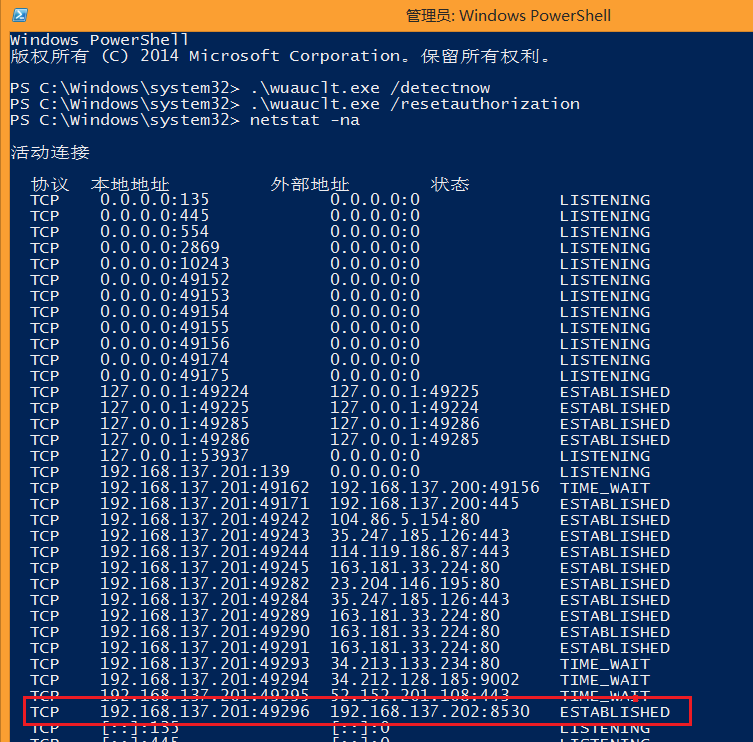 管理员: Windows PowerShell
Windows PowerShell
版权所有 (C) 2014 Microsoft Corporation。保留所有权利。
PS C:\Windows\system32> .\wuauclt.exe /detectnow
PS C:\Windows\system32> .\wuauclt.exe /resetauthorization
PS C:\Windows\system32> netstat -na
活动连接
协议 本地地址 外部地址 状态
TCP 0.0.0.0:135 0.0.0.0:0 LISTENING
TCP 0.0.0.0:445 0.0.0.0:0 LISTENING
TCP 0.0.0.0:554 0.0.0.0:0 LISTENING
TCP 0.0.0.0:2869 0.0.0.0:0 LISTENING
TCP 0.0.0.0:10243 0.0.0.0:0 LISTENING
TCP 0.0.0.0:49152 0.0.0.0:0 LISTENING
TCP 0.0.0.0:49153 0.0.0.0:0 LISTENING
TCP 0.0.0.0:49154 0.0.0.0:0 LISTENING
TCP 0.0.0.0:49155 0.0.0.0:0 LISTENING
TCP 0.0.0.0:49156 0.0.0.0:0 LISTENING
TCP 0.0.0.0:49174 0.0.0.0:0 LISTENING
TCP 0.0.0.0:49175 0.0.0.0:0 LISTENING
TCP 127.0.0.1:49224 127.0.0.1:49225 ESTABLISHED
TCP 127.0.0.1:49225 127.0.0.1:49224 ESTABLISHED
TCP 127.0.0.1:49285 127.0.0.1:49286 ESTABLISHED
TCP 127.0.0.1:49286 127.0.0.1:49285 ESTABLISHED
TCP 127.0.0.1:53937 0.0.0.0:0 LISTENING
TCP 192.168.137.201:139 0.0.0.0:0 LISTENING
TCP 192.168.137.201:49162 192.168.137.200:49156 TIME_WAIT
TCP 192.168.137.201:49171 192.168.137.200:445 ESTABLISHED
TCP 192.168.137.201:49242 104.86.5.154:80 ESTABLISHED
TCP 192.168.137.201:49243 35.247.185.126:443 ESTABLISHED
TCP 192.168.137.201:49244 114.119.186.87:443 ESTABLISHED
TCP 192.168.137.201:49245 163.181.33.224:80 ESTABLISHED
TCP 192.168.137.201:49282 23.204.146.195:80 ESTABLISHED
TCP 192.168.137.201:49284 35.247.185.126:443 ESTABLISHED
TCP 192.168.137.201:49289 163.181.33.224:80 ESTABLISHED
TCP 192.168.137.201:49290 163.181.33.224:80 ESTABLISHED
TCP 192.168.137.201:49291 163.181.33.224:80 ESTABLISHED
TCP 192.168.137.201:49293 34.213.133.234:80 TIME_WAIT
TCP 192.168.137.201:49294 34.212.128.185:9002 TIME_WAIT
TCP 192.168.137.201:49295 52.152.201.108:443 TIME_WAIT
TCP 192.168.137.201:49296 192.168.137.202:8530 ESTABLISHED
TCP [::]:135 [::]:0 LISTENING
TCP [::]:445 [::]:0 LISTENING